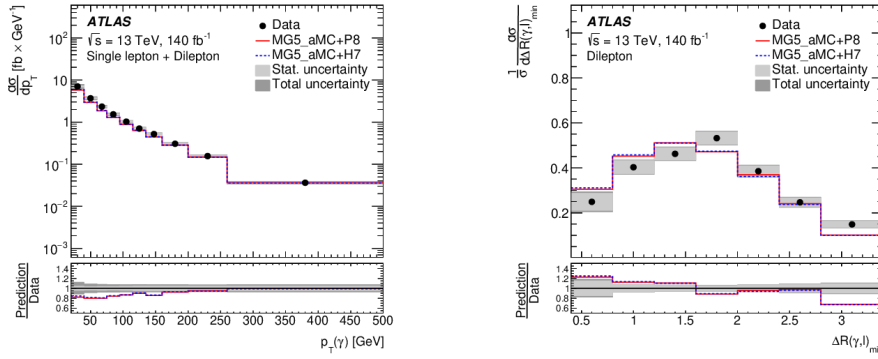 ATLAS
√s = 13 TeV, 140 fb⁻¹
Single lepton + Dilepton
Data
MG5_aMC+P8
MG5_aMC+H7
Stat. uncertainty
Total uncertainty
dσ/dp_T [fb × GeV⁻¹]
10³
10²
10
1
10⁻¹
10⁻²
10⁻³
Prediction/Data
1.4
1.2
1
0.8
0.6
50 100 150 200 250 300 350 400 450 500
p_T(γ) [GeV]
ATLAS
√s = 13 TeV, 140 fb⁻¹
Dilepton
Data
MG5_aMC+P8
MG5_aMC+H7
Stat. uncertainty
Total uncertainty
1/σ dσ/dΔR(γ,l)_min
1
0.8
0.6
0.4
0.2
Prediction/Data
1.4
1.2
1
0.8
0.6
0.5 1 1.5 2 2.5 3
ΔR(γ,l)